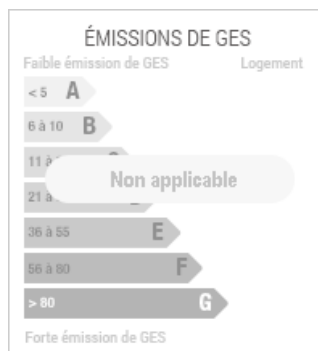 ÉMISSIONS DE GES
Faible émission de GES Logement
< 5 A
6 à 10 B
11 à
Non applicable
21 à
36 à 55 E
56 à 80 F
> 80 G
Forte émission de GES